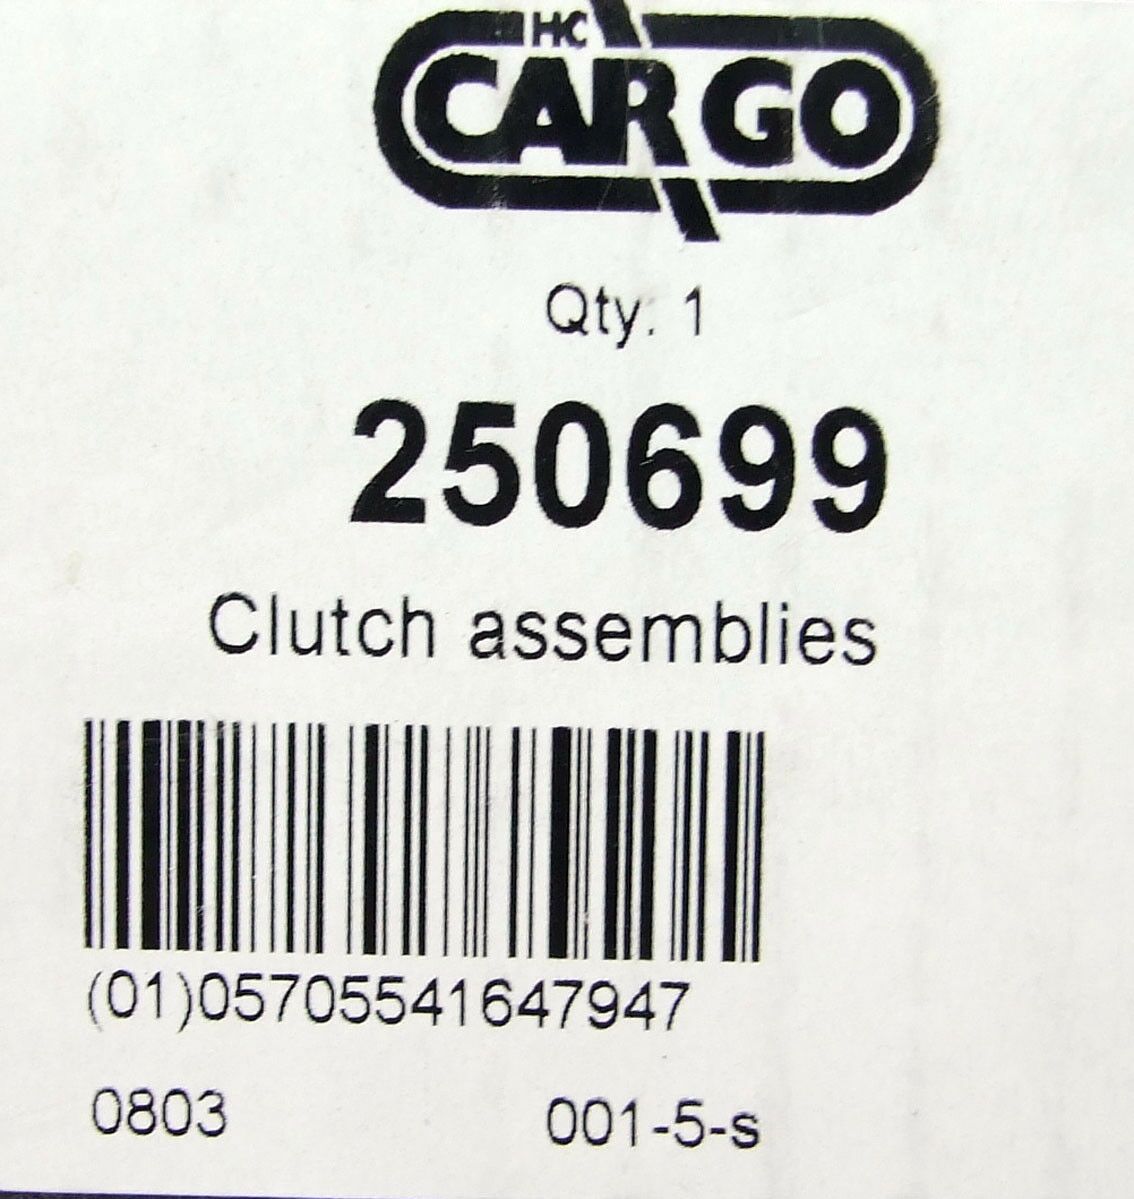 HC
CARGO
Qty. 1
250699
Clutch assemblies
(01)05705541647947
0803 001-5-s